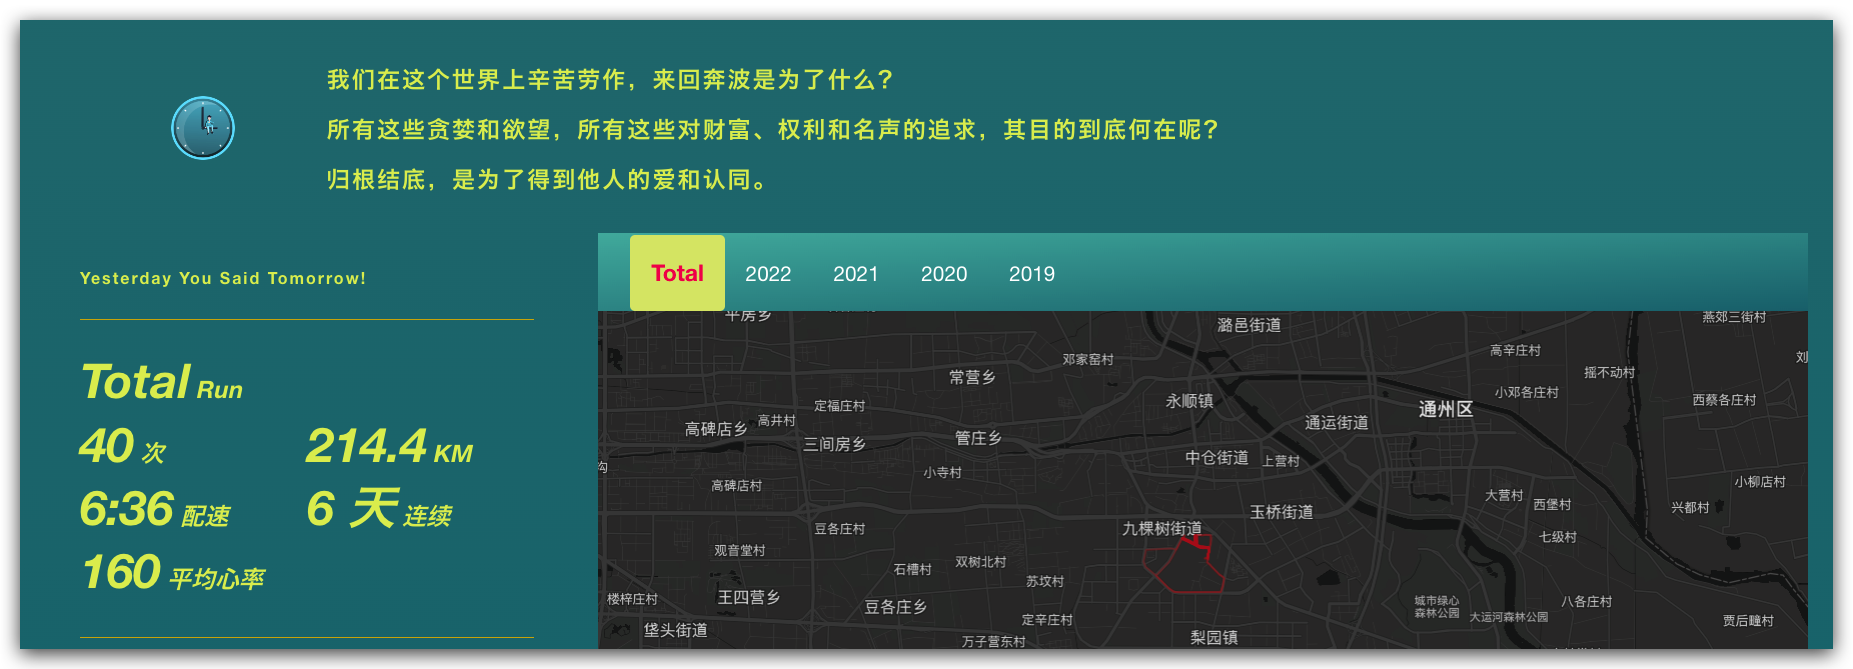 我们在这个世界上辛苦劳作，来回奔波是为了什么？
所有这些贪婪和欲望，所有这些对财富、权利和名声的追求，其目的到底何在呢？
归根结底，是为了得到他人的爱和认同。
Yesterday You Said Tomorrow!
Total Run
40 次
214.4 KM
6:36 配速
6 天 连续
160 平均心率
Total
2022
2021
2020
2019
平房乡
潞邑街道
燕郊三街村
高辛庄村
刘
邓家窑村
摇不动村
常营乡
小邓各庄村
永顺镇
西蔡各庄村
定福庄村
通州区
高碑店乡
高井村
通运街道
三间房乡
管庄乡
中仓街道
上营村
沟
小寺村
高碑店村
小柳店村
大营村
西堡村
兴都村
玉桥街道
豆各庄村
九棵树街道
七级村
观音堂村
双树北村
石槽村
苏坟村
楼梓庄村
王四营乡
豆各庄乡
城市绿心
森林公园
八各庄村
大运河森林公园
定辛庄村
贾后疃村
垡头街道
万子营东村
梨园镇